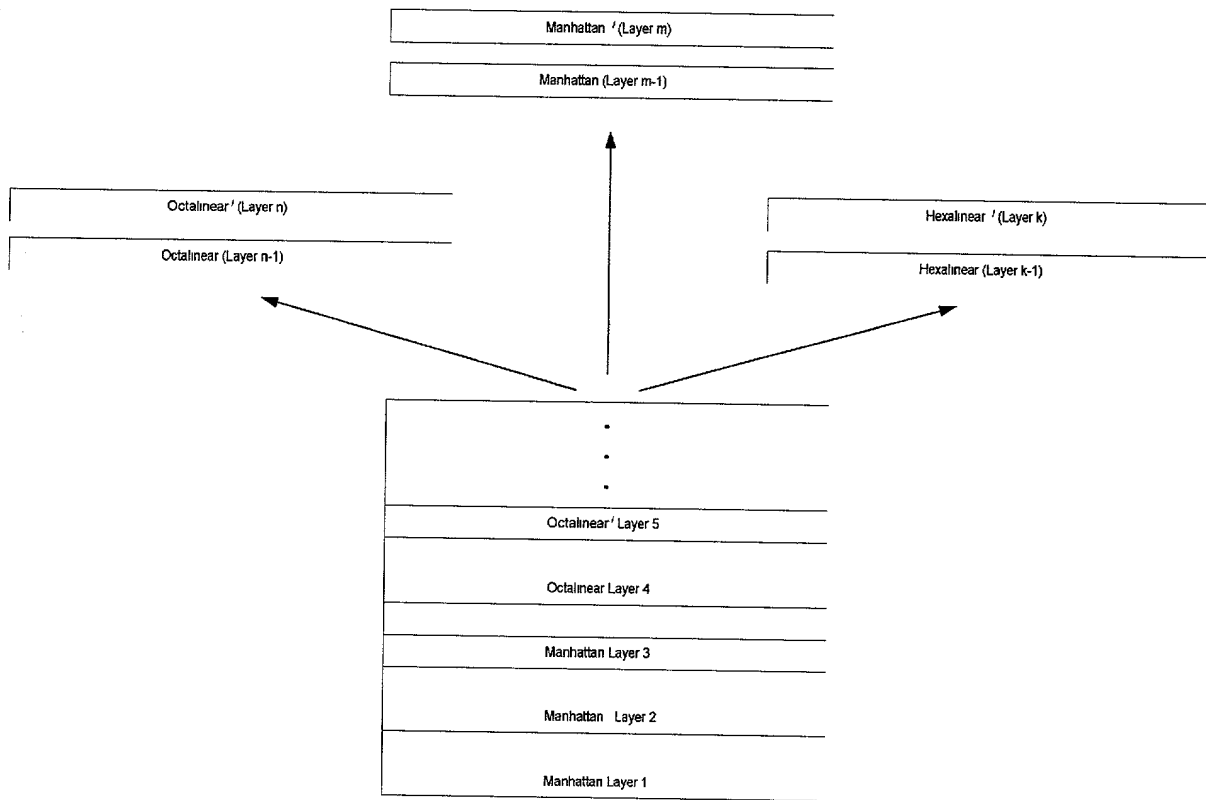 Manhattan ' (Layer m)
Manhattan (Layer m-1)
Octalinear ' (Layer n)
Octalinear (Layer n-1)
Hexalinear ' (Layer k)
Hexalinear (Layer k-1)
Octalinear ' Layer 5
Octalinear Layer 4
Manhattan Layer 3
Manhattan Layer 2
Manhattan Layer 1